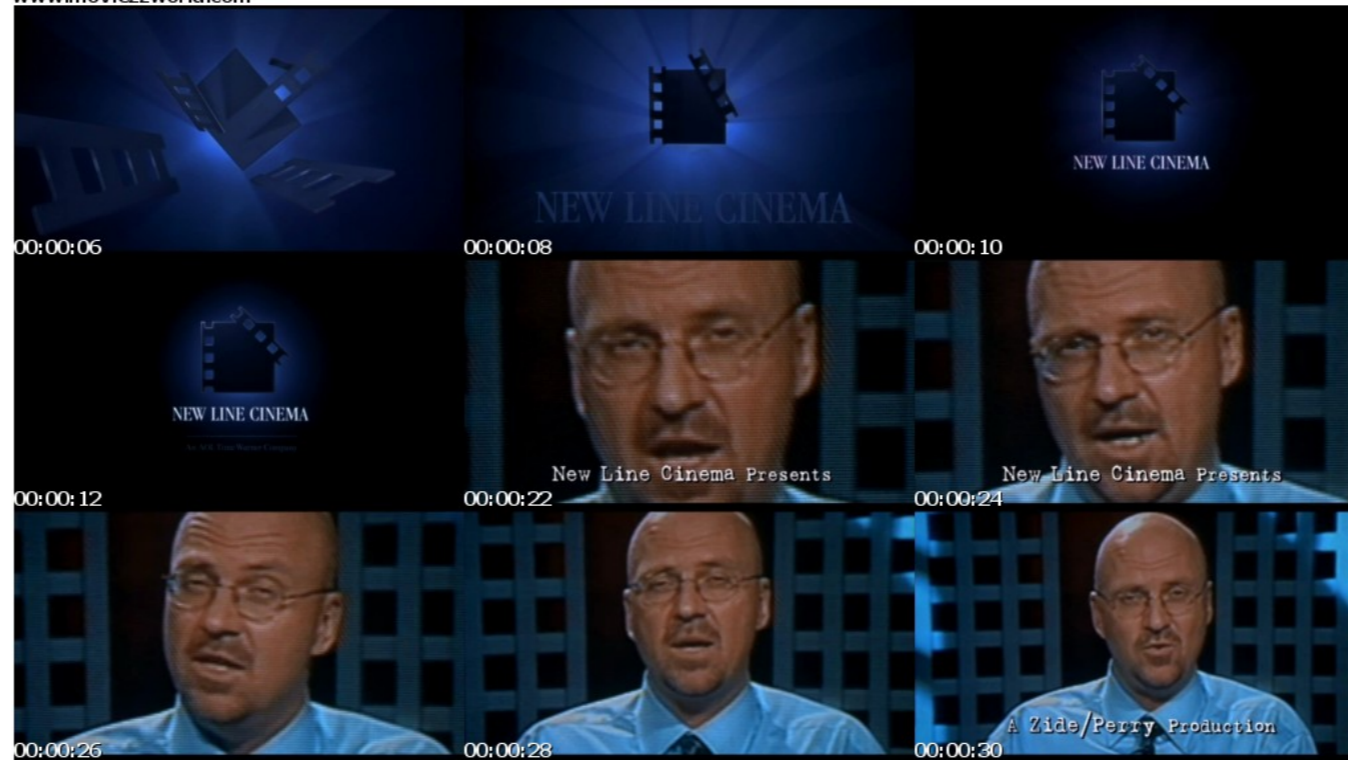 NEW LINE CINEMA
NEW LINE CINEMA
00:00:06
00:00:08
00:00:10
NEW LINE CINEMA
New Line Cinema Presents
New Line Cinema Presents
00:00:12
00:00:22
00:00:24
A Zide/Perry Production
00:00:26
00:00:28
00:00:30